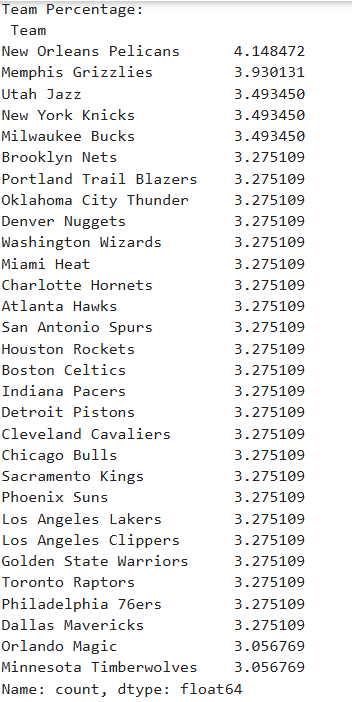 Team Percentage:
Team
New Orleans Pelicans 4.148472
Memphis Grizzlies 3.930131
Utah Jazz 3.493450
New York Knicks 3.493450
Milwaukee Bucks 3.493450
Brooklyn Nets 3.275109
Portland Trail Blazers 3.275109
Oklahoma City Thunder 3.275109
Denver Nuggets 3.275109
Washington Wizards 3.275109
Miami Heat 3.275109
Charlotte Hornets 3.275109
Atlanta Hawks 3.275109
San Antonio Spurs 3.275109
Houston Rockets 3.275109
Boston Celtics 3.275109
Indiana Pacers 3.275109
Detroit Pistons 3.275109
Cleveland Cavaliers 3.275109
Chicago Bulls 3.275109
Sacramento Kings 3.275109
Phoenix Suns 3.275109
Los Angeles Lakers 3.275109
Los Angeles Clippers 3.275109
Golden State Warriors 3.275109
Toronto Raptors 3.275109
Philadelphia 76ers 3.275109
Dallas Mavericks 3.275109
Orlando Magic 3.056769
Minnesota Timberwolves 3.056769
Name: count, dtype: float64